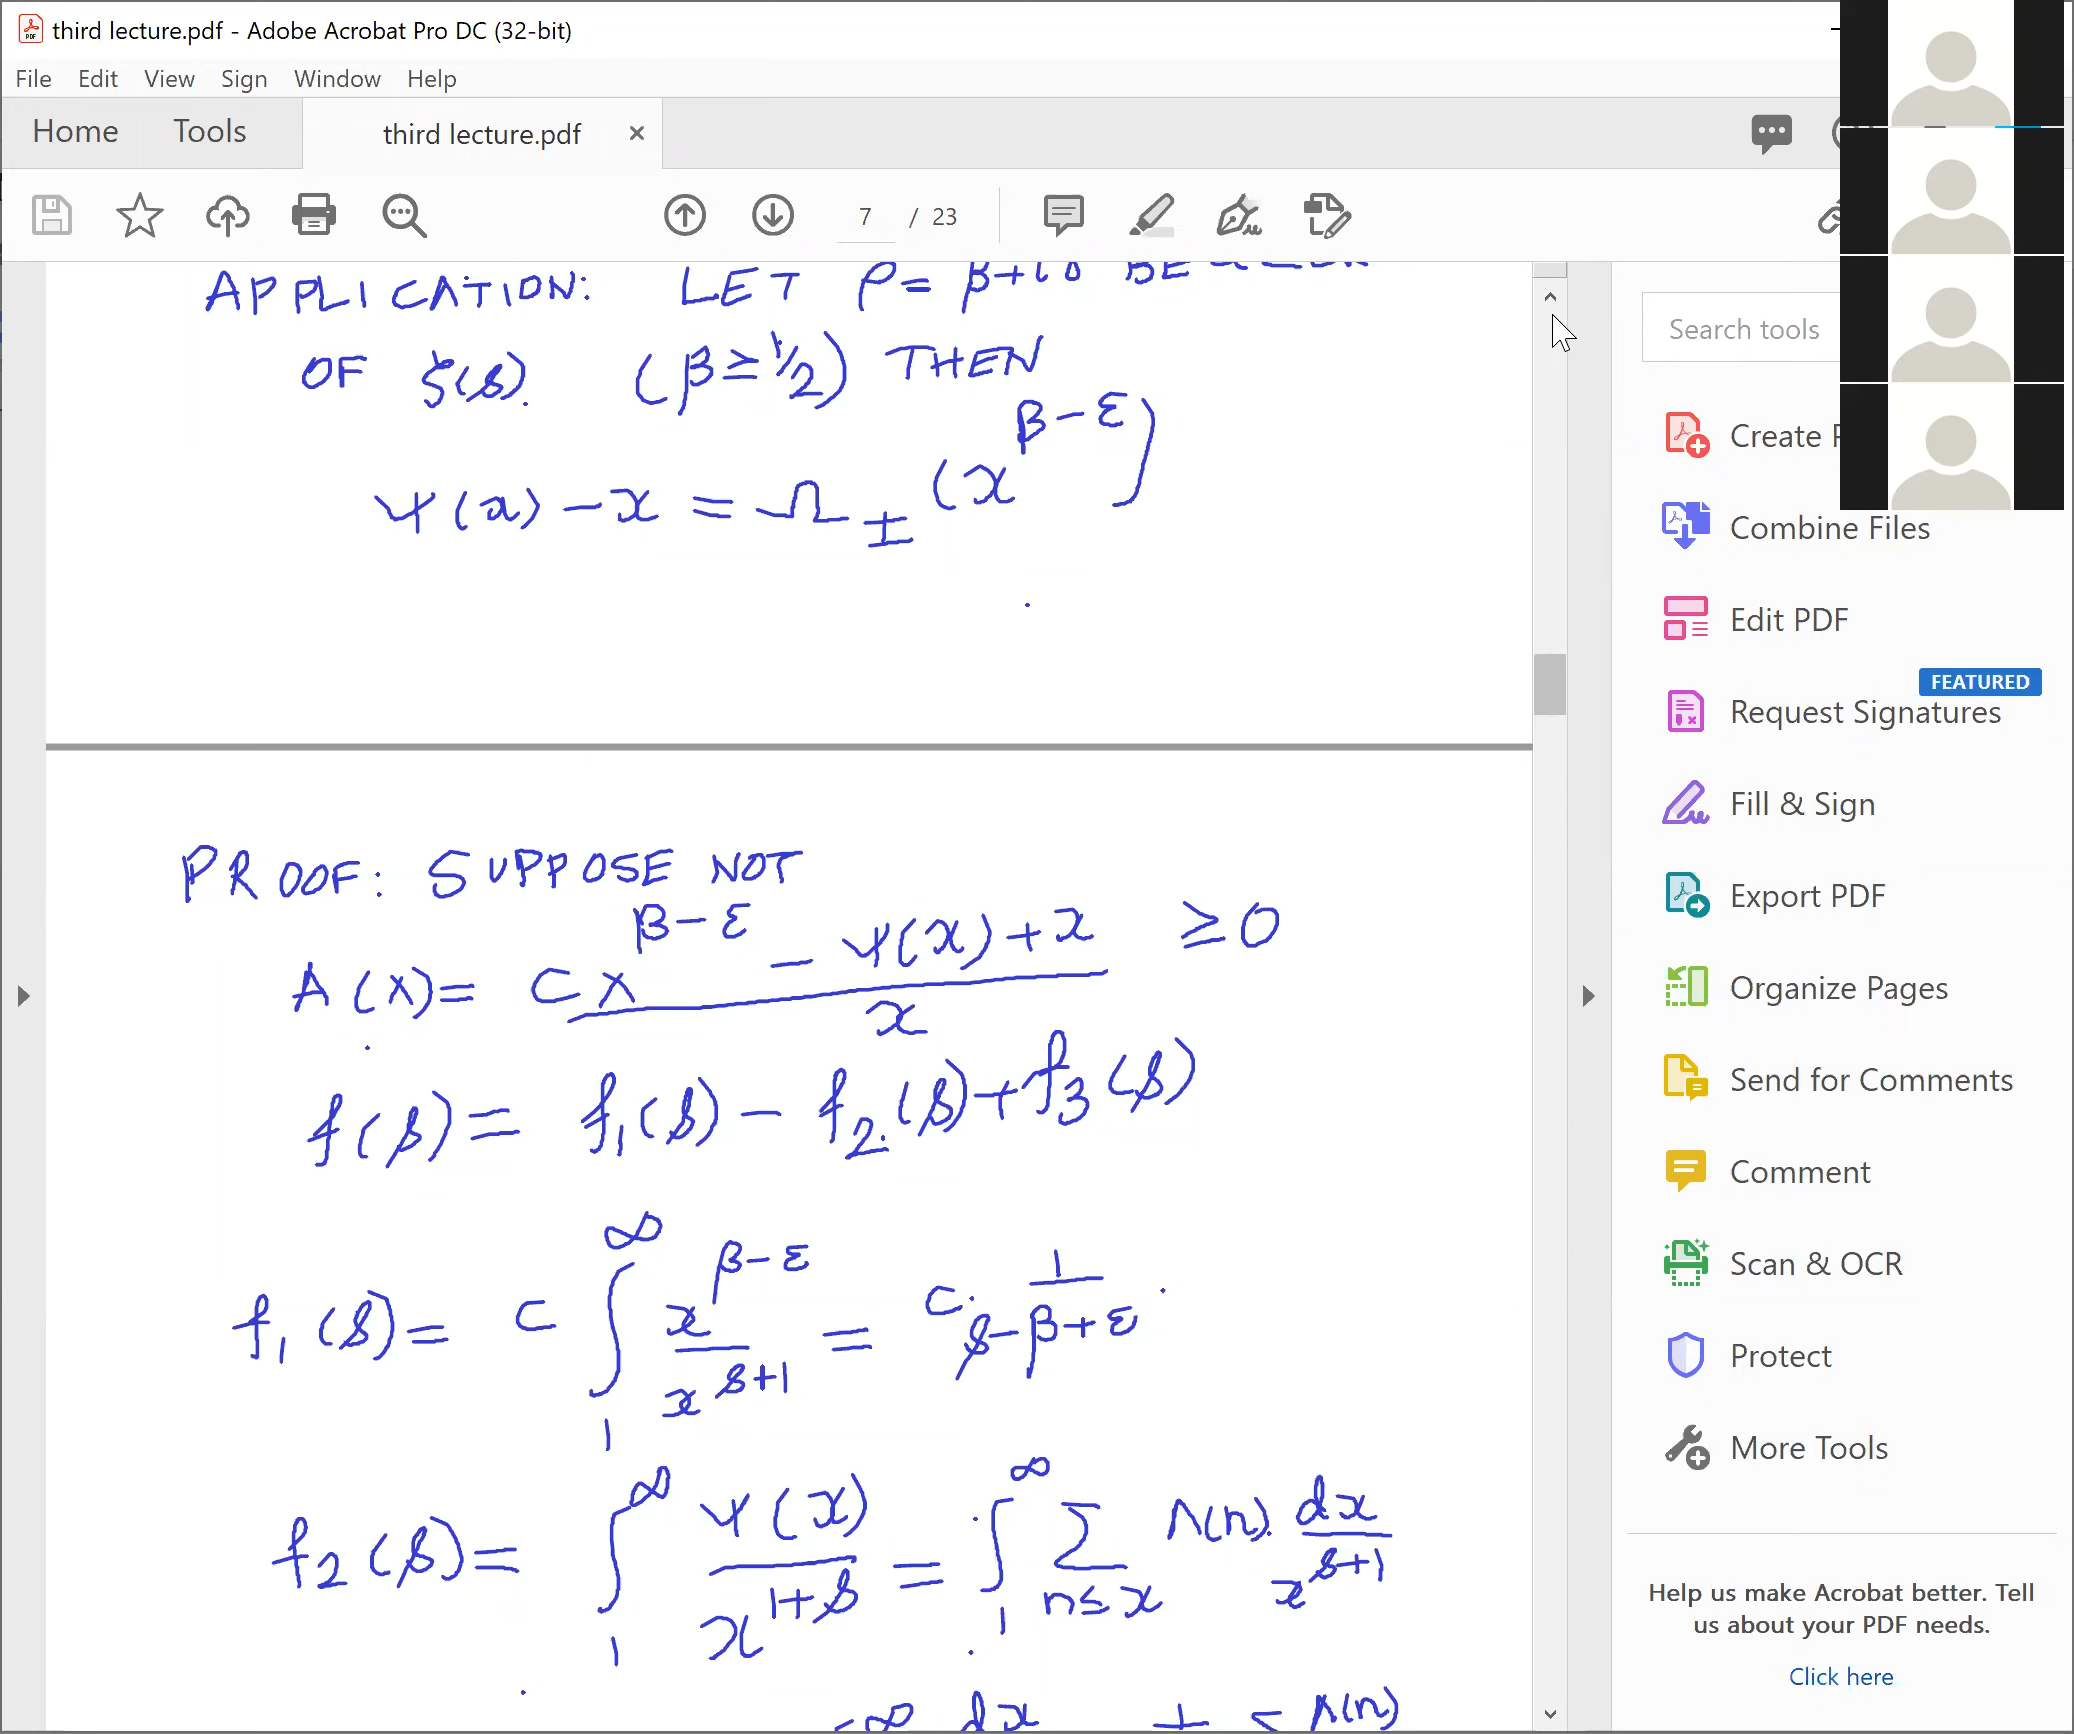 third lecture.pdf - Adobe Acrobat Pro DC (32-bit)
File Edit View Sign Window Help
Home Tools third lecture.pdf ×
7 / 23
APPLICATION: LET ρ = β+iγ BE
OF ζ(s). (β ≥ 1/2) THEN
ψ(x) − x = Ω± (x^{β−ε})
PROOF: SUPPOSE NOT
A(x) = (Cx^{β−ε} − ψ(x) + x) / x ≥ 0
f(s) = f₁(s) − f₂(s) + f₃(s)
f₁(s) = C ∫₁^∞ x^{β−ε} / x^{s+1} = C · 1 / (s−β+ε)
f₂(s) = ∫₁^∞ ψ(x) / x^{1+s} = ∫₁^∞ Σ_{n≤x} Λ(n) dx / x^{s+1}
∞ dx Λ(n)
Search tools
Create
Combine Files
Edit PDF
FEATURED
Request Signatures
Fill & Sign
Export PDF
Organize Pages
Send for Comments
Comment
Scan & OCR
Protect
More Tools
Help us make Acrobat better. Tell
us about your PDF needs.
Click here